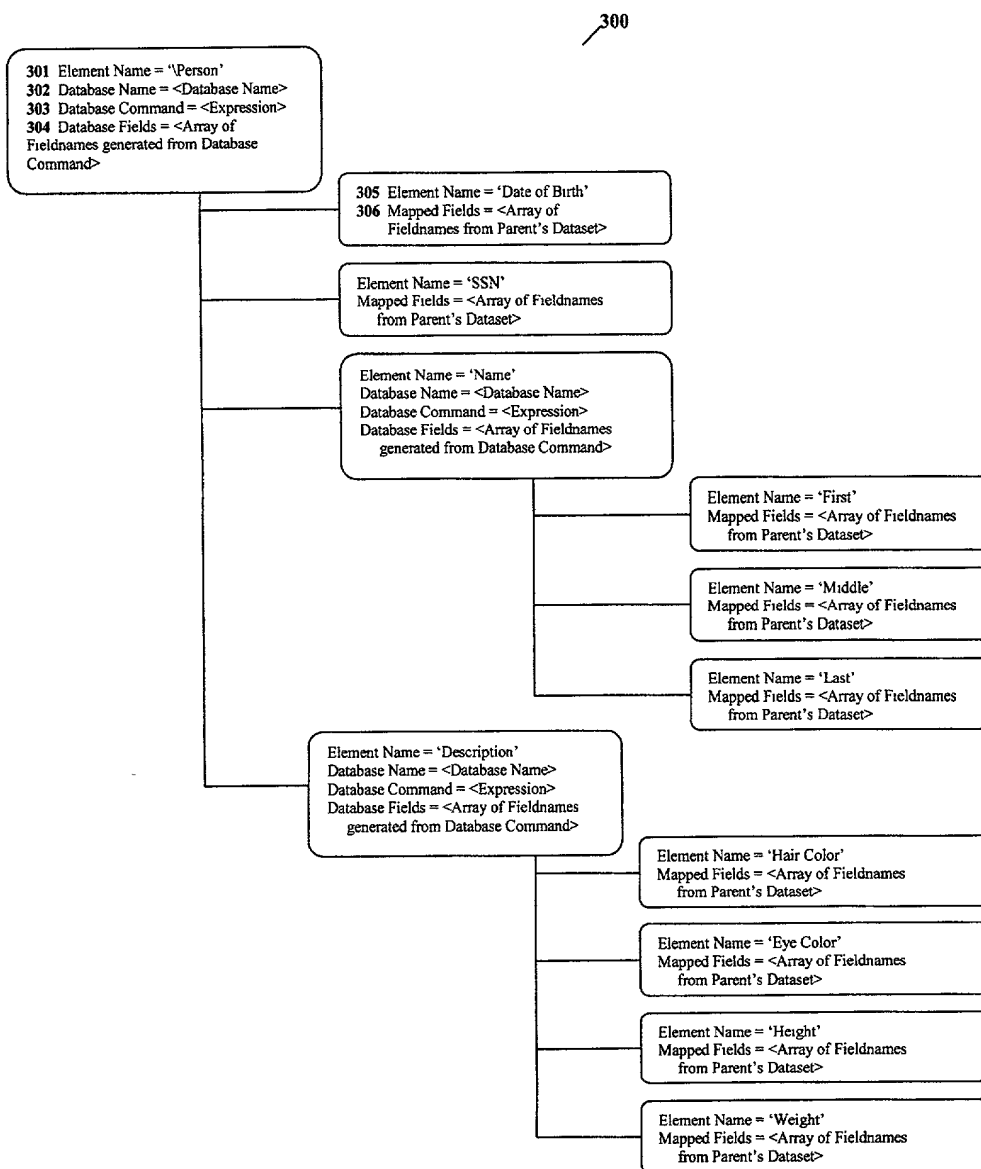 300
301 Element Name = '\Person'
302 Database Name = <Database Name>
303 Database Command = <Expression>
304 Database Fields = <Array of
Fieldnames generated from Database
Command>
305 Element Name = 'Date of Birth'
306 Mapped Fields = <Array of
Fieldnames from Parent's Dataset>
Element Name = 'SSN'
Mapped Fields = <Array of Fieldnames
from Parent's Dataset>
Element Name = 'Name'
Database Name = <Database Name>
Database Command = <Expression>
Database Fields = <Array of Fieldnames
generated from Database Command>
Element Name = 'First'
Mapped Fields = <Array of Fieldnames
from Parent's Dataset>
Element Name = 'Middle'
Mapped Fields = <Array of Fieldnames
from Parent's Dataset>
Element Name = 'Last'
Mapped Fields = <Array of Fieldnames
from Parent's Dataset>
Element Name = 'Description'
Database Name = <Database Name>
Database Command = <Expression>
Database Fields = <Array of Fieldnames
generated from Database Command>
Element Name = 'Hair Color'
Mapped Fields = <Array of Fieldnames
from Parent's Dataset>
Element Name = 'Eye Color'
Mapped Fields = <Array of Fieldnames
from Parent's Dataset>
Element Name = 'Height'
Mapped Fields = <Array of Fieldnames
from Parent's Dataset>
Element Name = 'Weight'
Mapped Fields = <Array of Fieldnames
from Parent's Dataset>